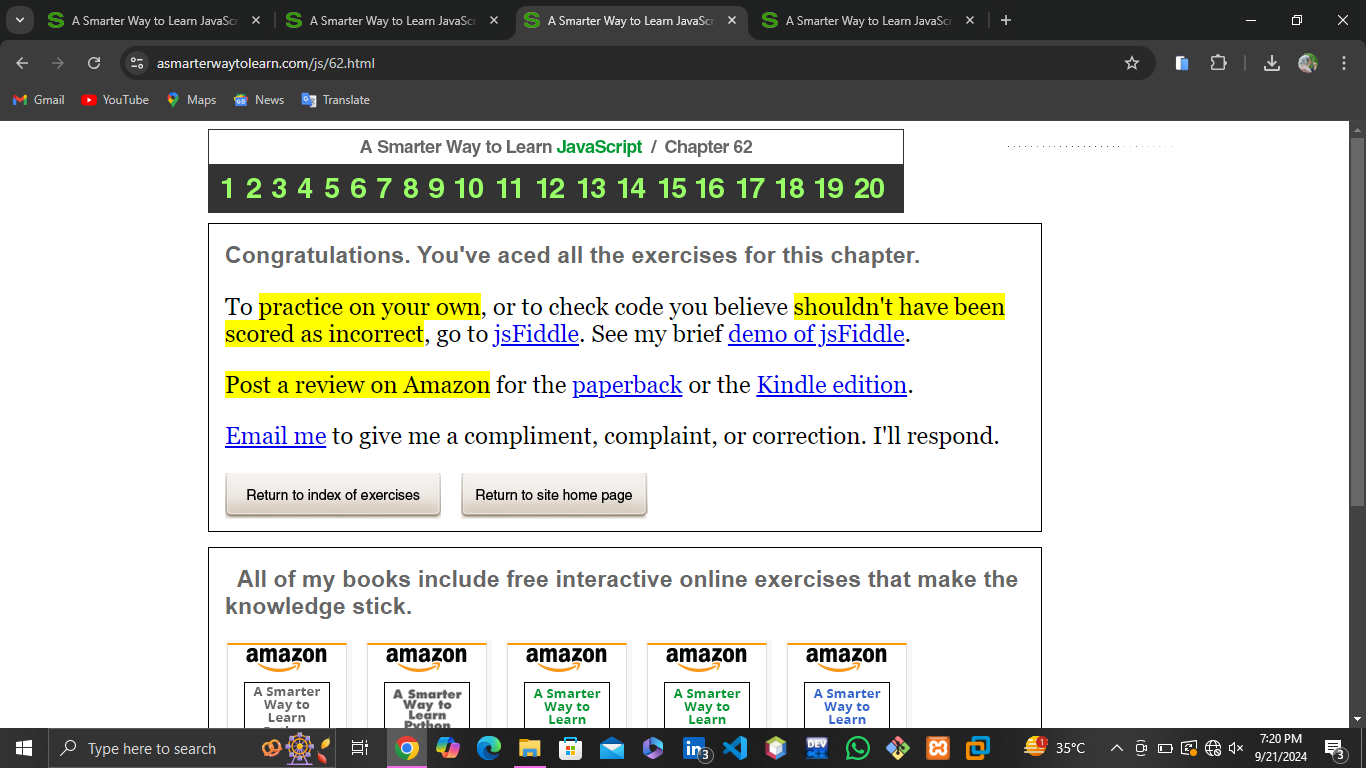 A Smarter Way to Learn JavaSc
A Smarter Way to Learn JavaSc
A Smarter Way to Learn JavaSc
A Smarter Way to Learn JavaSc
asmarterwaytolearn.com/js/62.html
Gmail
YouTube
Maps
News
Translate
A Smarter Way to Learn JavaScript / Chapter 62
1 2 3 4 5 6 7 8 9 10 11 12 13 14 15 16 17 18 19 20
Congratulations. You've aced all the exercises for this chapter.
To practice on your own, or to check code you believe shouldn't have been
scored as incorrect, go to jsFiddle. See my brief demo of jsFiddle.
Post a review on Amazon for the paperback or the Kindle edition.
Email me to give me a compliment, complaint, or correction. I'll respond.
Return to index of exercises
Return to site home page
All of my books include free interactive online exercises that make the
knowledge stick.
amazon amazon amazon amazon amazon
A Smarter A Smarter A Smarter A Smarter A Smarter
Way to Way to Way to Way to Way to
Learn Learn Learn Learn Learn
Python
Type here to search
DEV
3
1
35°C
7:20 PM
9/21/2024
3